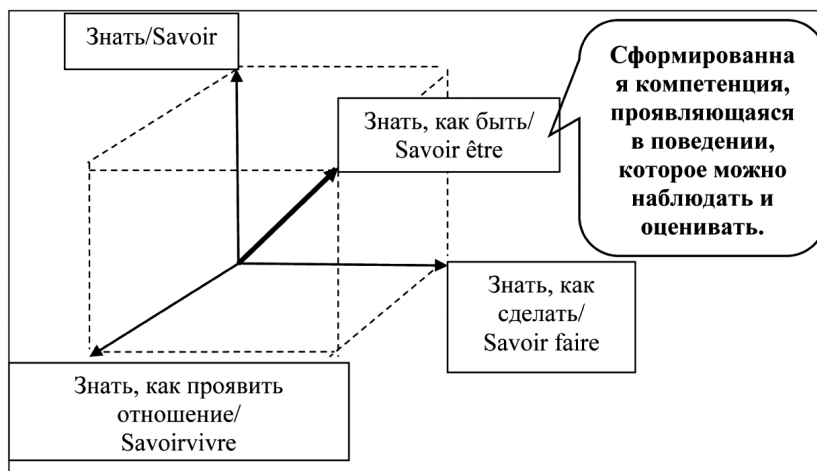 Знать/Savoir
Сформированна
я компетенция,
проявляющаяся
в поведении,
которое можно
наблюдать и
оценивать.
Знать, как быть/
Savoir être
Знать, как
сделать/
Savoir faire
Знать, как проявить
отношение/
Savoirvivre